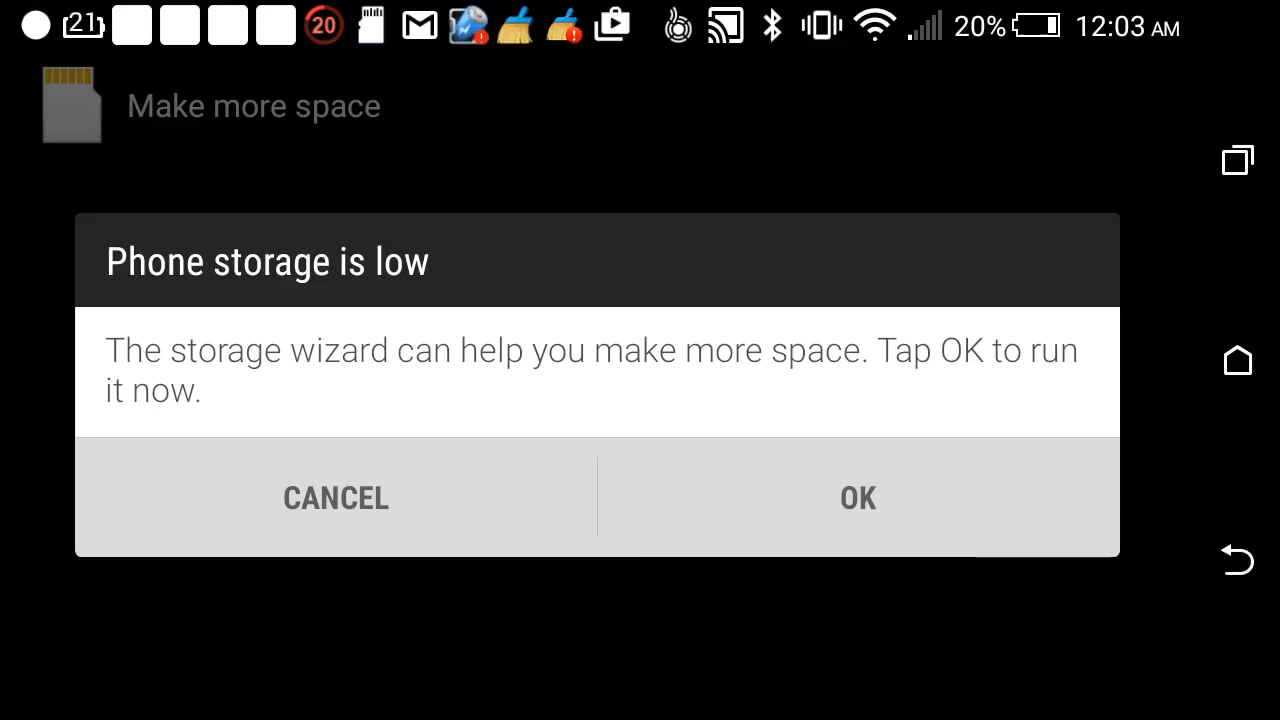 21 20 20% 12:03 AM
Make more space
Phone storage is low
The storage wizard can help you make more space. Tap OK to run
it now.
CANCEL OK